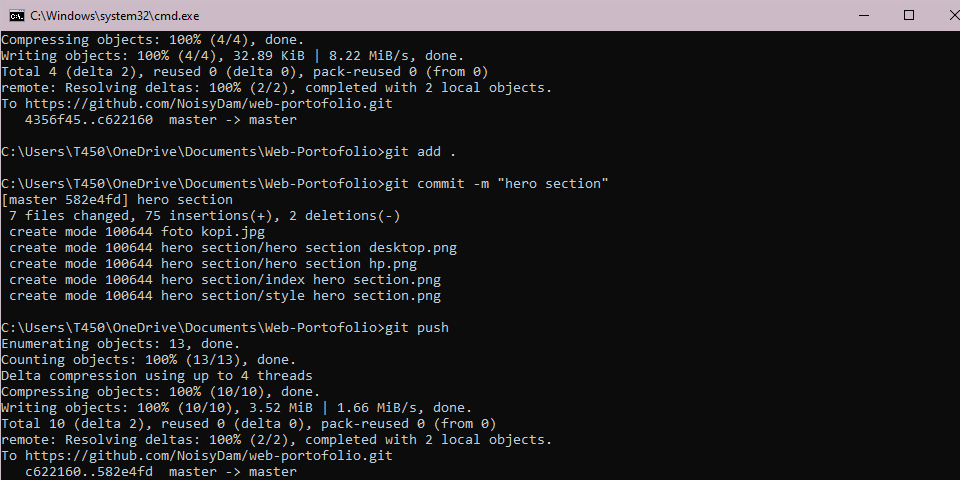 C:\Windows\system32\cmd.exe
Compressing objects: 100% (4/4), done.
Writing objects: 100% (4/4), 32.89 KiB | 8.22 MiB/s, done.
Total 4 (delta 2), reused 0 (delta 0), pack-reused 0 (from 0)
remote: Resolving deltas: 100% (2/2), completed with 2 local objects.
To https://github.com/NoisyDam/web-portofolio.git
   4356f45..c622160  master -> master
C:\Users\T450\OneDrive\Documents\Web-Portofolio>git add .
C:\Users\T450\OneDrive\Documents\Web-Portofolio>git commit -m "hero section"
[master 582e4fd] hero section
 7 files changed, 75 insertions(+), 2 deletions(-)
 create mode 100644 foto kopi.jpg
 create mode 100644 hero section/hero section desktop.png
 create mode 100644 hero section/hero section hp.png
 create mode 100644 hero section/index hero section.png
 create mode 100644 hero section/style hero section.png
C:\Users\T450\OneDrive\Documents\Web-Portofolio>git push
Enumerating objects: 13, done.
Counting objects: 100% (13/13), done.
Delta compression using up to 4 threads
Compressing objects: 100% (10/10), done.
Writing objects: 100% (10/10), 3.52 MiB | 1.66 MiB/s, done.
Total 10 (delta 2), reused 0 (delta 0), pack-reused 0 (from 0)
remote: Resolving deltas: 100% (2/2), completed with 2 local objects.
To https://github.com/NoisyDam/web-portofolio.git
   c622160..582e4fd  master -> master